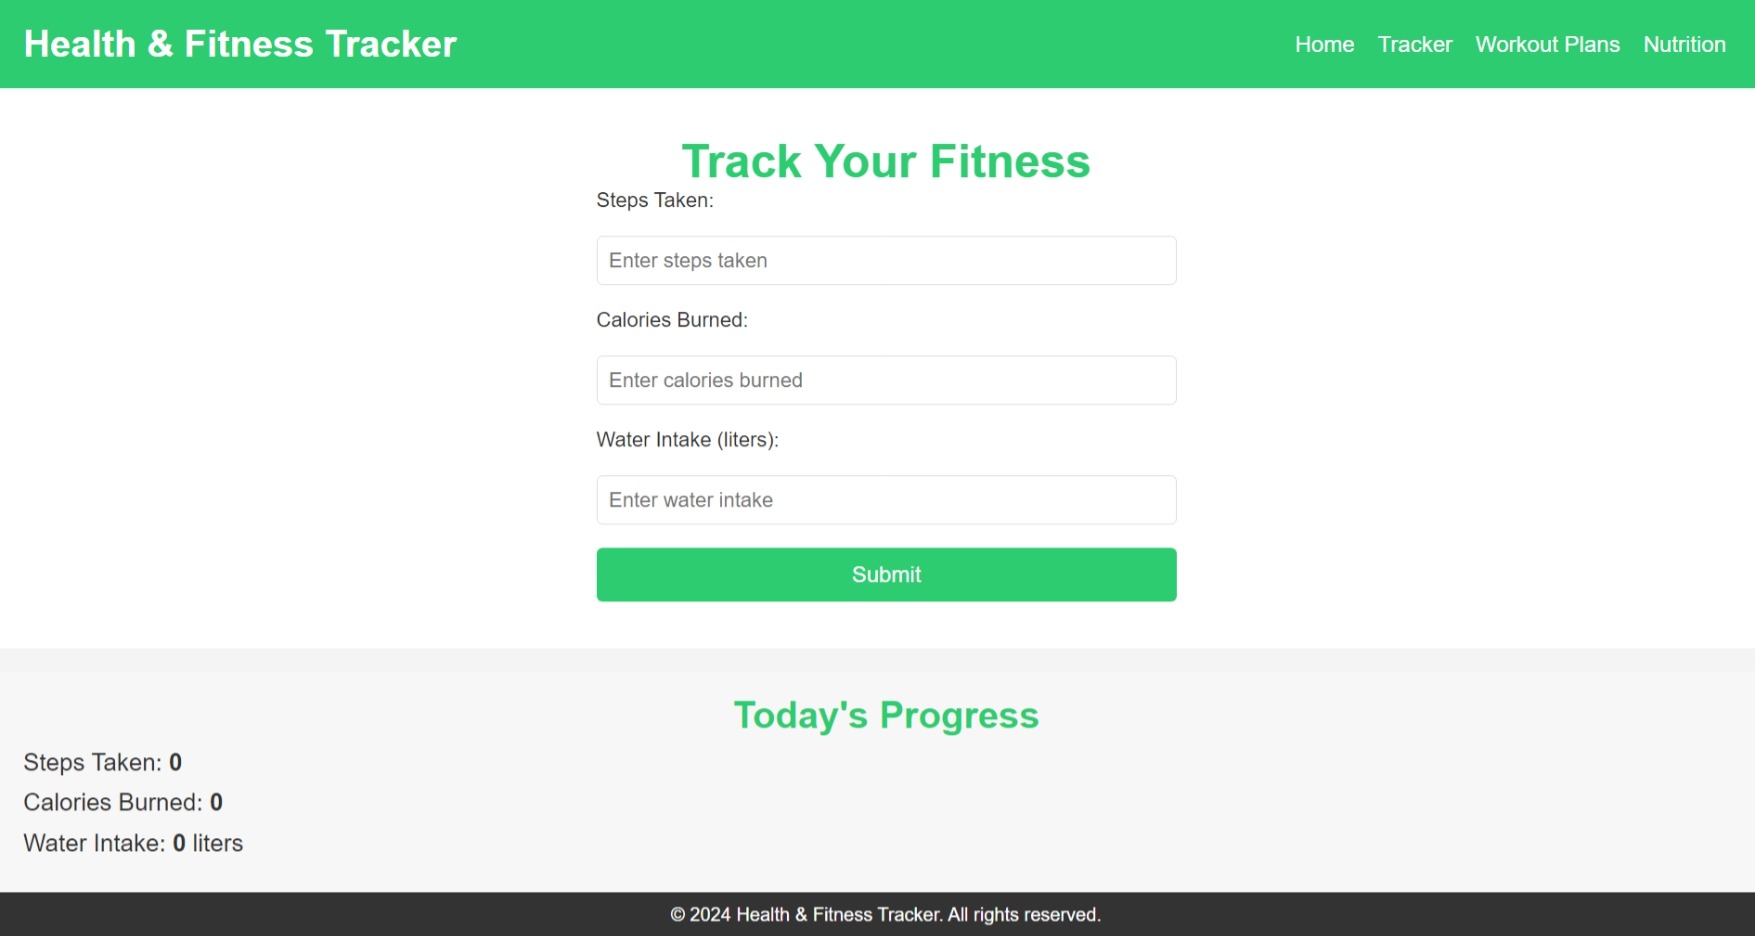 Health & Fitness Tracker
Home Tracker Workout Plans Nutrition
Track Your Fitness
Steps Taken:
Enter steps taken
Calories Burned:
Enter calories burned
Water Intake (liters):
Enter water intake
Submit
Today's Progress
Steps Taken: 0
Calories Burned: 0
Water Intake: 0 liters
© 2024 Health & Fitness Tracker. All rights reserved.